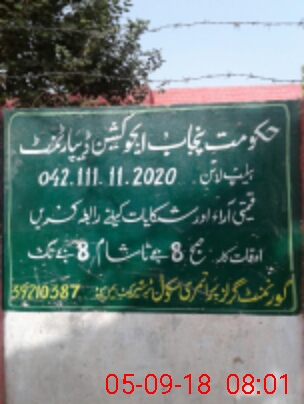 حکومت پنجاب ایجوکیشن ڈیپارٹمنٹ
ہیلپ لائن 042.111.11.2020
قیمتی آراء اور شکایات کیلئے رابطہ کریں
اوقات کار: صبح 8 بجے تا شام 8 بجے تک
گورنمنٹ گرلز پرائمری سکول 39210587
05-09-18 08:01